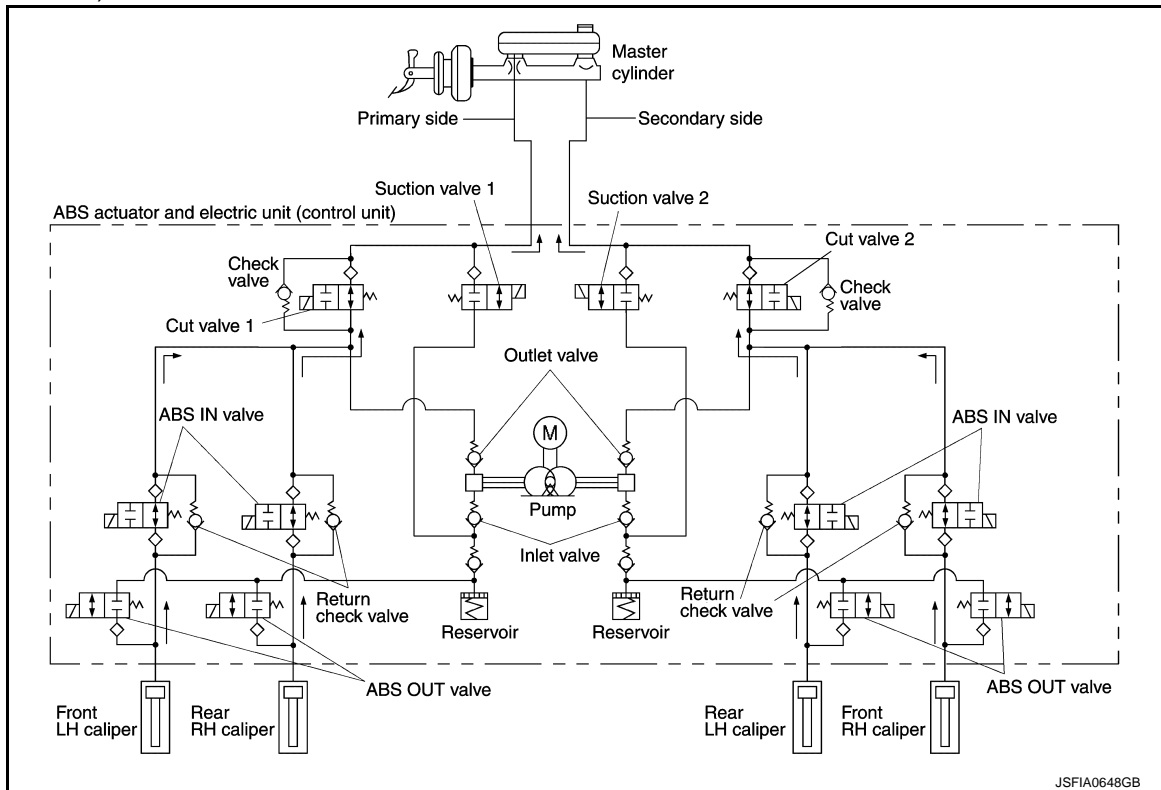 Master
cylinder
Primary side
Secondary side
Suction valve 1
Suction valve 2
ABS actuator and electric unit (control unit)
Cut valve 2
Check
valve
Check
valve
Cut valve 1
Outlet valve
ABS IN valve
ABS IN valve
M
Pump
Inlet valve
Return
check valve
Return
check valve
Reservoir
Reservoir
ABS OUT valve
ABS OUT valve
Front
LH caliper
Rear
RH caliper
Rear
LH caliper
Front
RH caliper
JSFIA0648GB